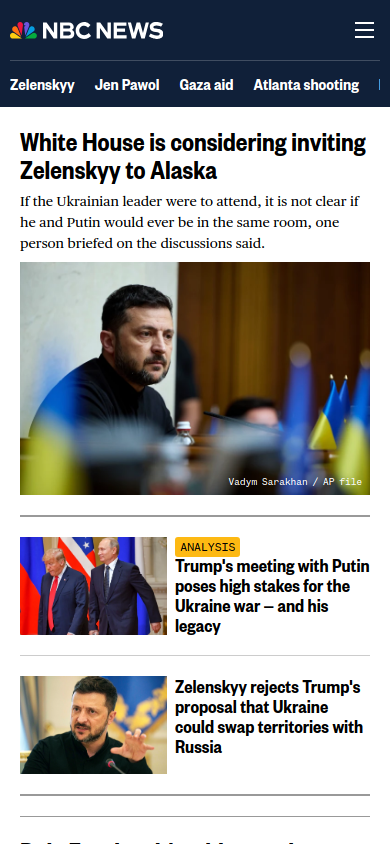 NBC NEWS
Zelenskyy Jen Pawol Gaza aid Atlanta shooting
White House is considering inviting
Zelenskyy to Alaska
If the Ukrainian leader were to attend, it is not clear if
he and Putin would ever be in the same room, one
person briefed on the discussions said.
Vadym Sarakhan / AP file
ANALYSIS
Trump's meeting with Putin
poses high stakes for the
Ukraine war — and his
legacy
Zelenskyy rejects Trump's
proposal that Ukraine
could swap territories with
Russia